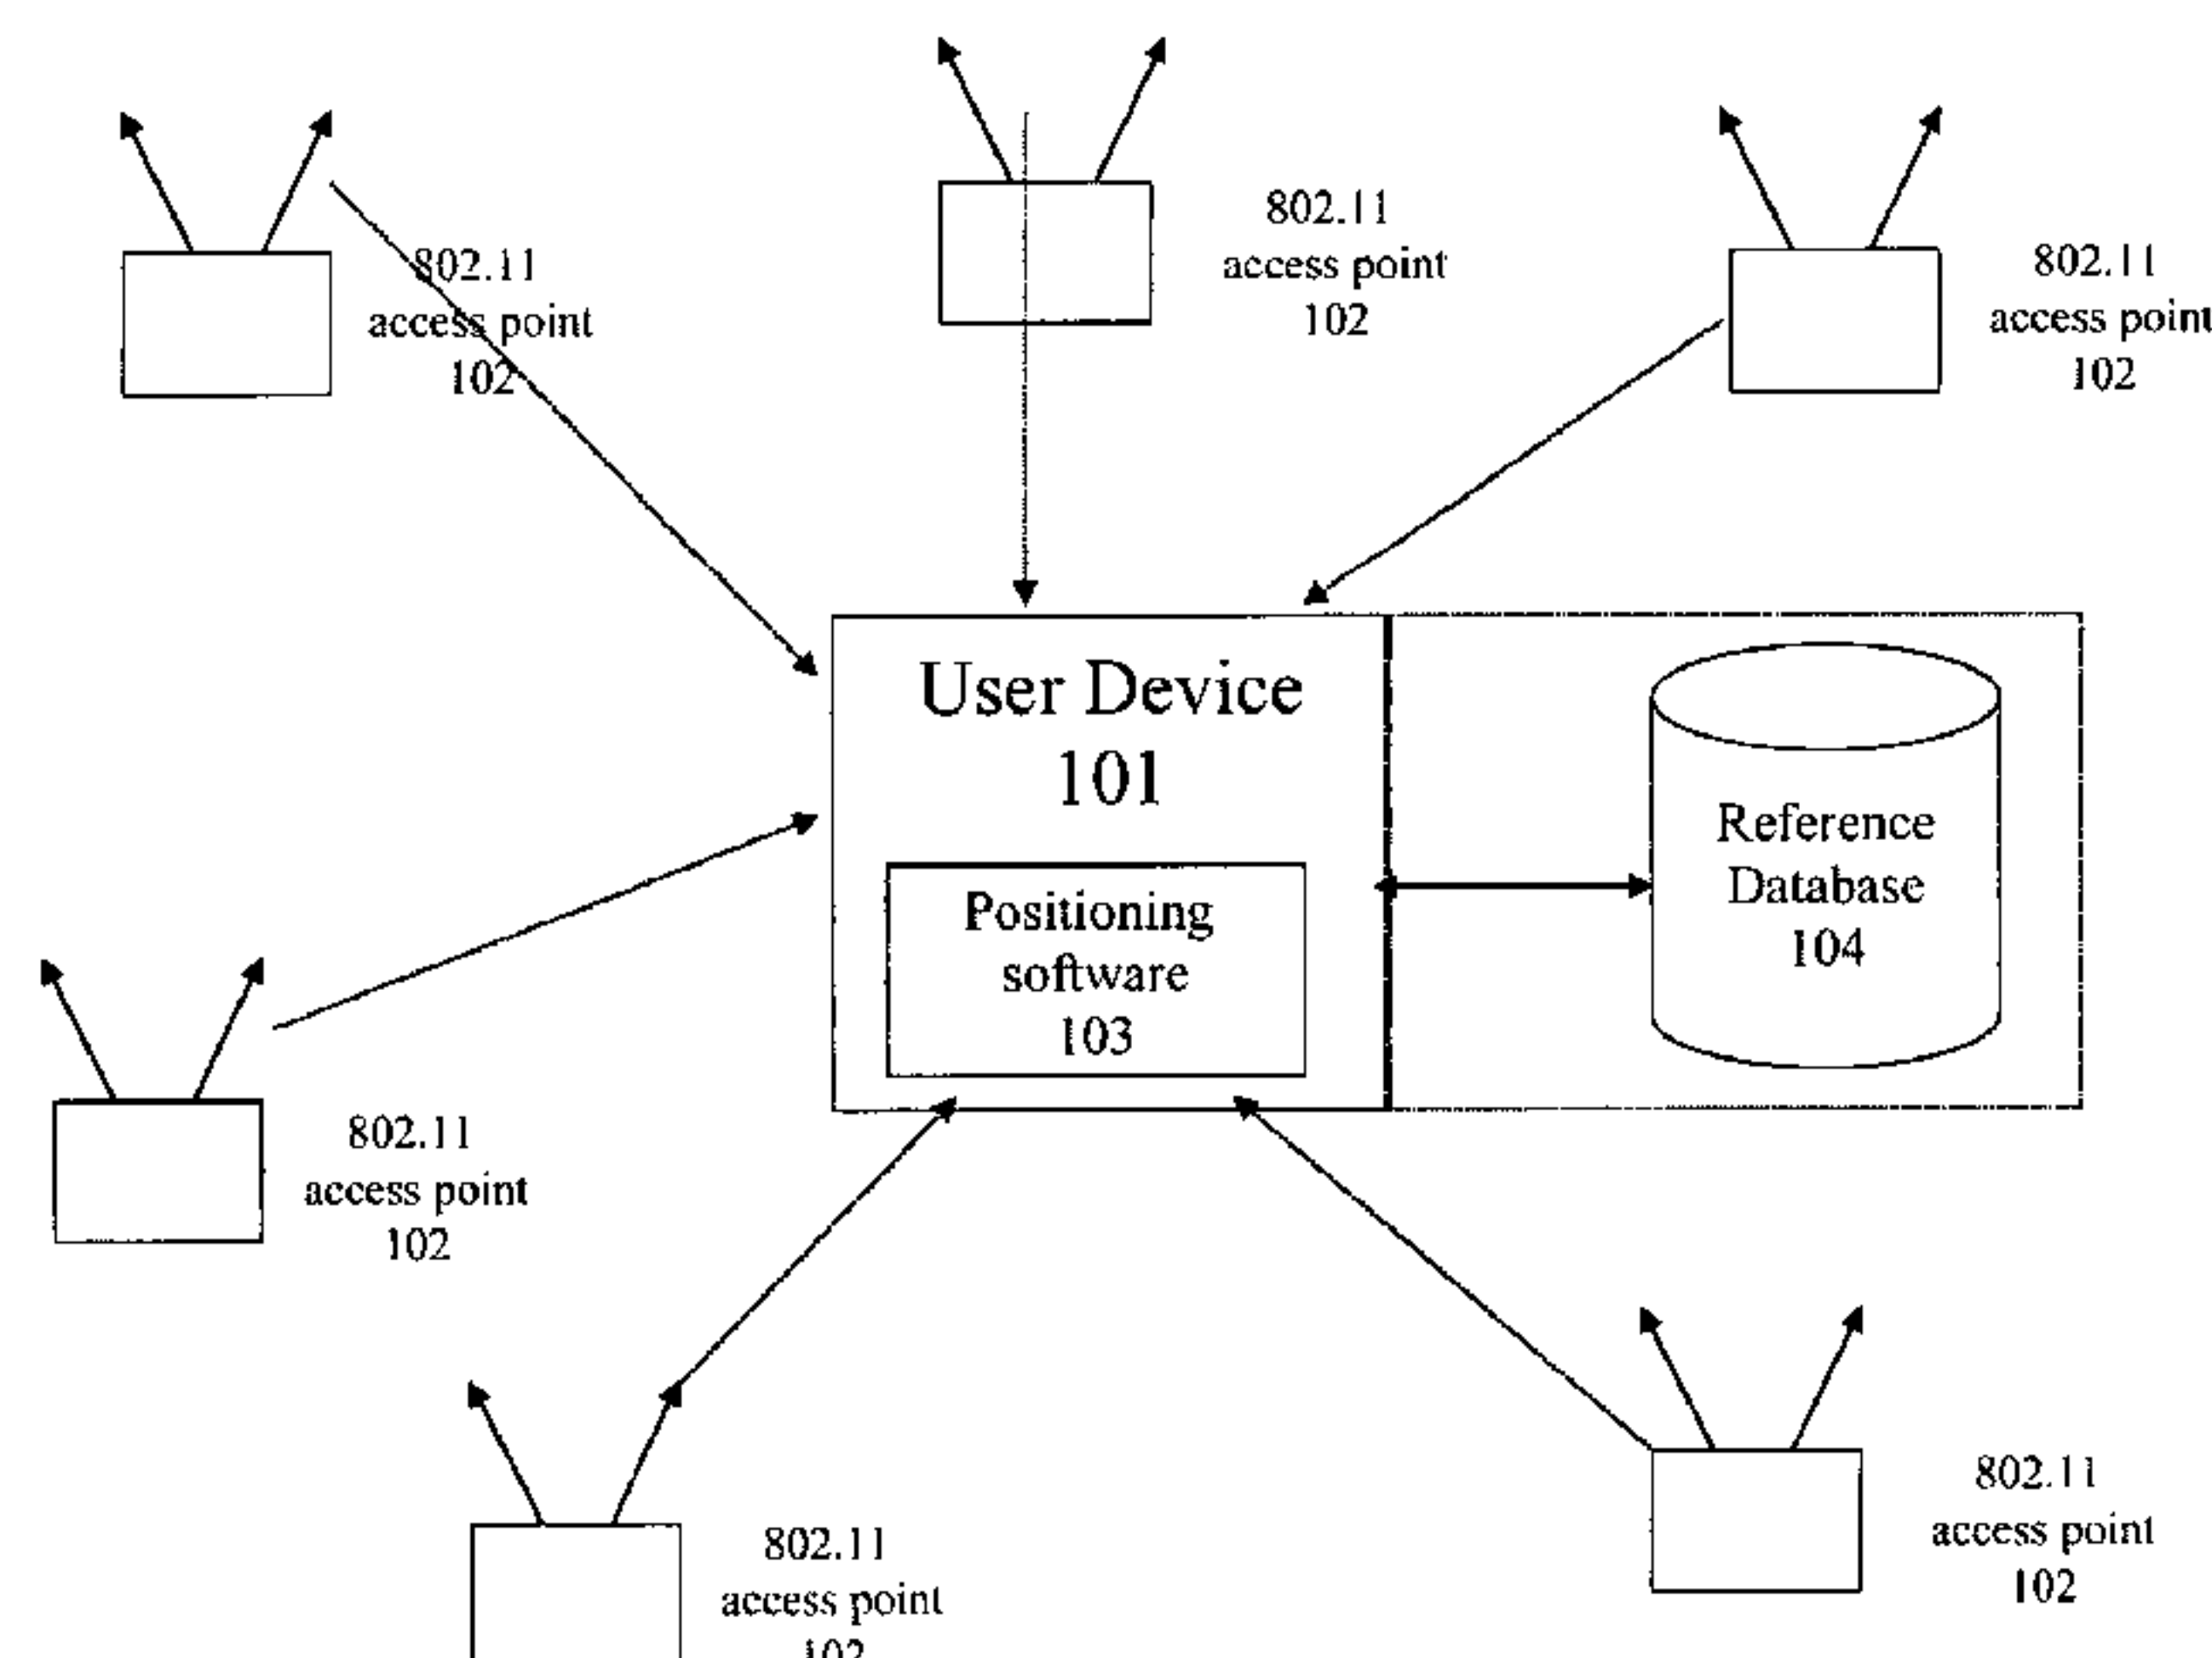 802.11
access point
102
802.11
access point
102
802.11
access point
102
User Device
101
Positioning
software
103
Reference
Database
104
802.11
access point
102
802.11
access point
102
802.11
access point
102